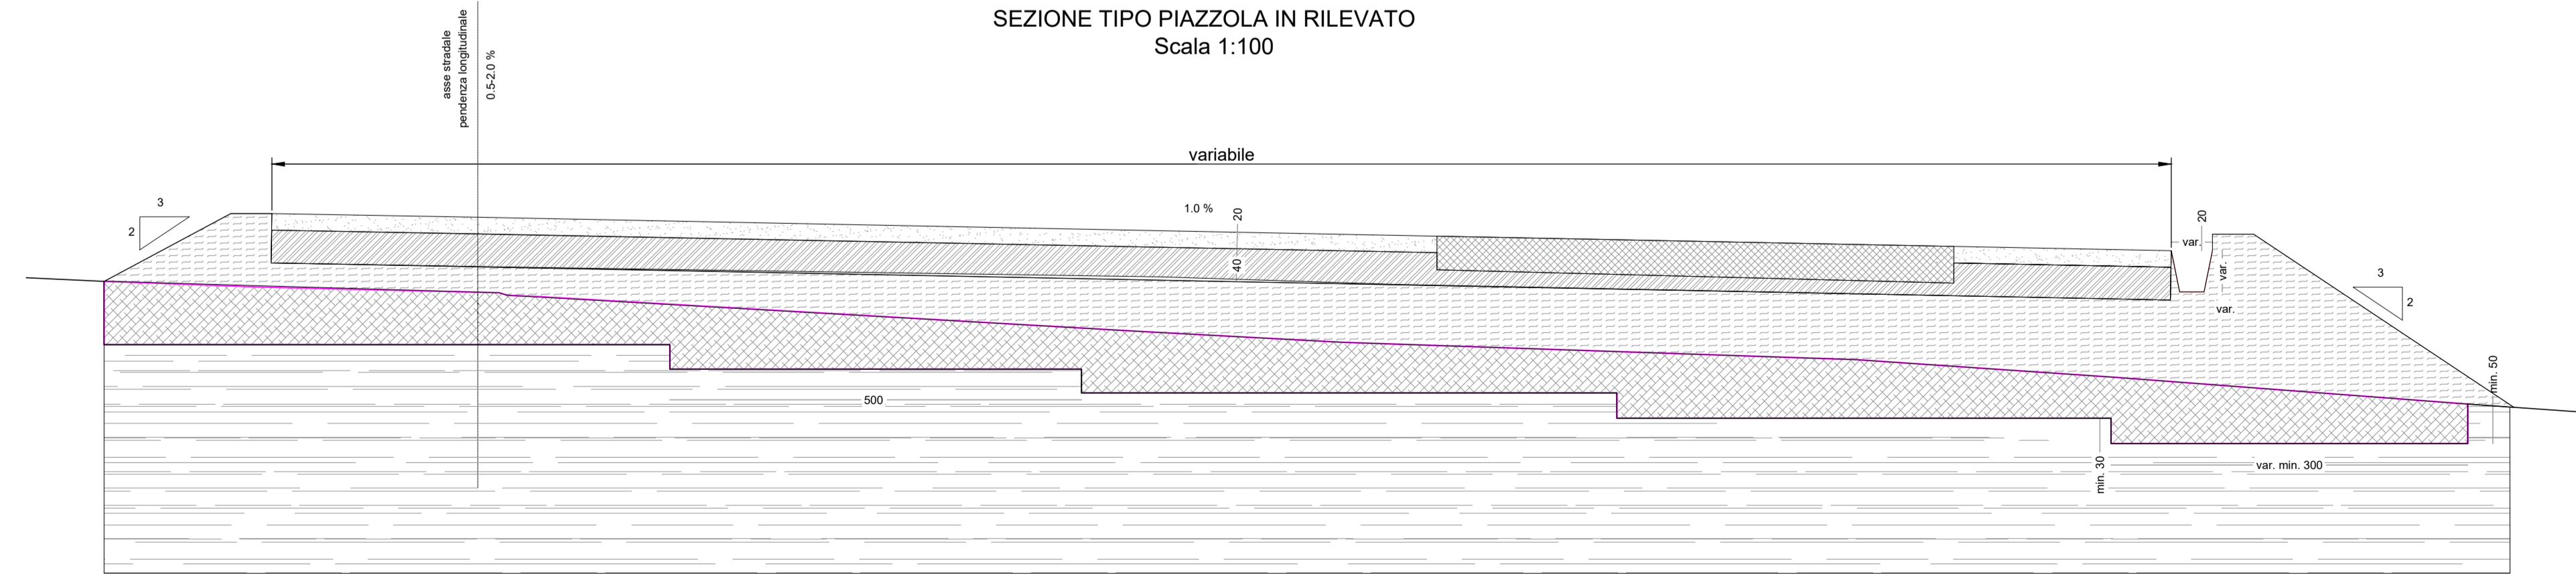 SEZIONE TIPO PIAZZOLA IN RILEVATO
Scala 1:100
asse stradale
pendenza longitudinale
0.5-2.0 %
variabile
3
2
1.0 %
20
40
20
var.
var.
var.
3
2
min. 50
500
min. 30
var. min. 300